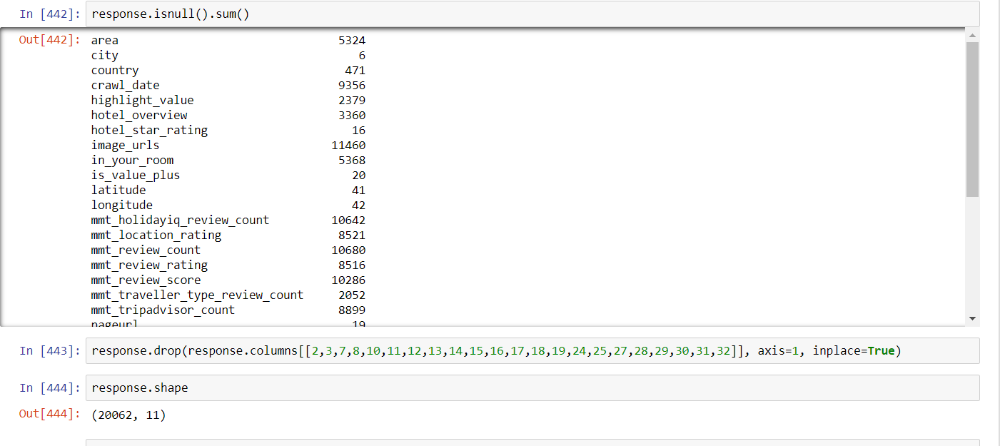 In [442]: response.isnull().sum()
Out[442]: area 5324
city 6
country 471
crawl_date 9356
highlight_value 2379
hotel_overview 3360
hotel_star_rating 16
image_urls 11460
in_your_room 5368
is_value_plus 20
latitude 41
longitude 42
mmt_holidayiq_review_count 10642
mmt_location_rating 8521
mmt_review_count 10680
mmt_review_rating 8516
mmt_review_score 10286
mmt_traveller_type_review_count 2052
mmt_tripadvisor_count 8899
pageurl 19
In [443]: response.drop(response.columns[[2,3,7,8,10,11,12,13,14,15,16,17,18,19,24,25,27,28,29,30,31,32]], axis=1, inplace=True)
In [444]: response.shape
Out[444]: (20062, 11)